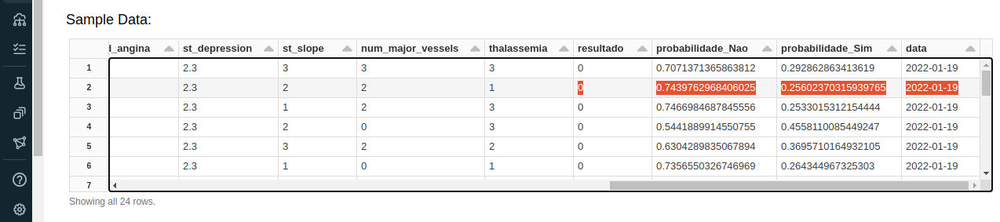 Sample Data:
d_angina st_depression st_slope num_major_vessels thalassemia resultado probabilidade_Nao probabilidade_Sim data
1 2.3 3 3 3 0 0.7071371365863812 0.292862863413619 2022-01-19
2 2.3 2 2 1 0 0.7439762968406025 0.25602370315939765 2022-01-19
3 2.3 1 2 3 0 0.7466984687845556 0.2533015312154444 2022-01-19
4 2.3 2 0 3 0 0.5441889914550755 0.4558110085449247 2022-01-19
5 2.3 3 2 2 0 0.6304289835067894 0.3695710164932105 2022-01-19
6 2.3 1 0 1 0 0.7356550326746969 0.264344967325303 2022-01-19
7
Showing all 24 rows.